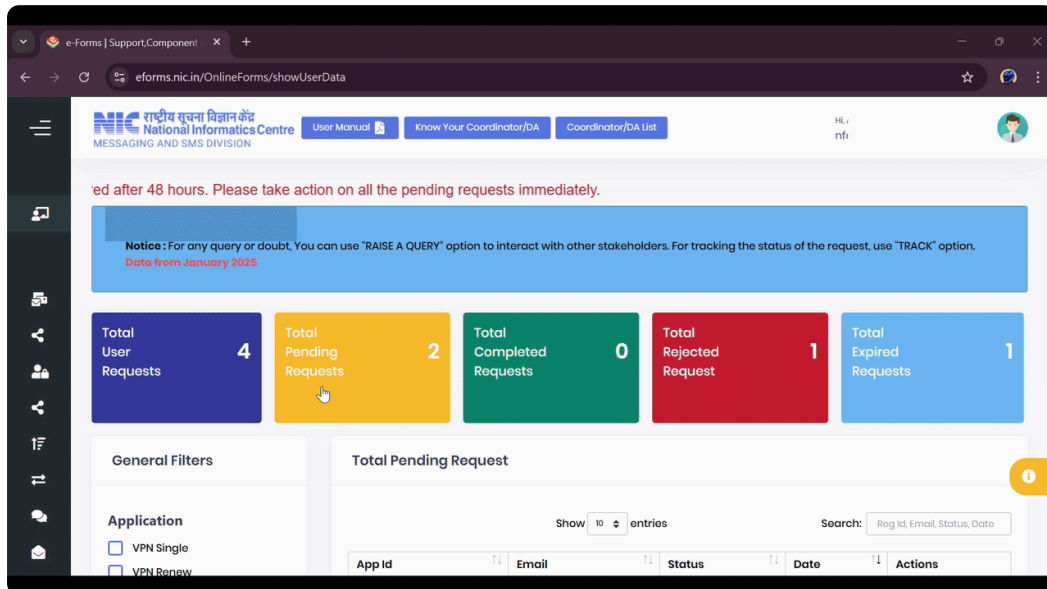 e-Forms | Support,Component
eforms.nic.in/OnlineForms/showUserData
NIC
राष्ट्रीय सूचना विज्ञान केंद्र
National Informatics Centre
MESSAGING AND SMS DIVISION
User Manual
Know Your Coordinator/DA
Coordinator/DA List
Hi,
red after 48 hours. Please take action on all the pending requests immediately.
Notice : For any query or doubt, You can use "RAISE A QUERY" option to interact with other stakeholders. For tracking the status of the request, use "TRACK" option.
Data from January 2025
Total
User
Requests
4
Total
Pending
Requests
2
Total
Completed
Requests
0
Total
Rejected
Request
1
Total
Expired
Requests
1
General Filters
Application
VPN Single
VPN Renew
Total Pending Request
Show 10 entries
Search: Reg Id, Email, Status, Date
App Id Email Status Date Actions